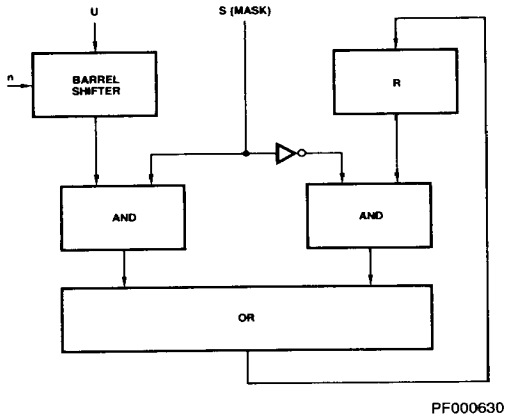 U
S (MASK)
n
BARREL
SHIFTER
R
AND
AND
OR
PF000630